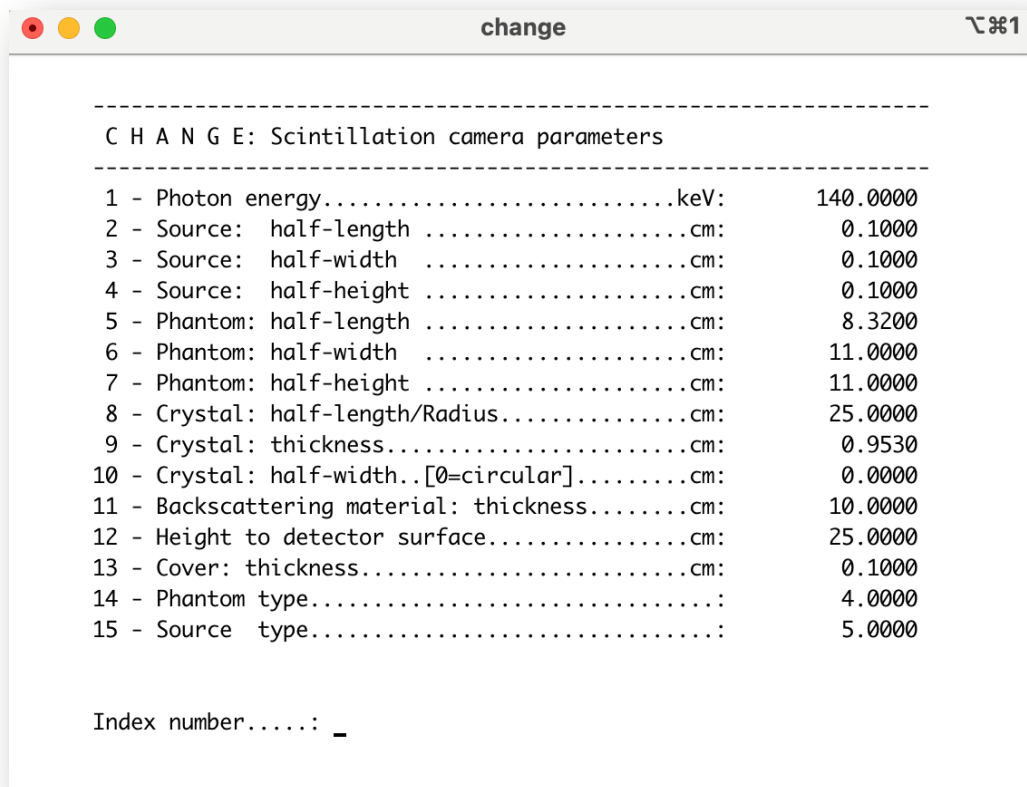 change ⌥⌘1
------------------------------------------------------------------
C H A N G E: Scintillation camera parameters
------------------------------------------------------------------
1 - Photon energy............................keV: 140.0000
2 - Source:  half-length .....................cm: 0.1000
3 - Source:  half-width  .....................cm: 0.1000
4 - Source:  half-height .....................cm: 0.1000
5 - Phantom: half-length .....................cm: 8.3200
6 - Phantom: half-width  .....................cm: 11.0000
7 - Phantom: half-height .....................cm: 11.0000
8 - Crystal: half-length/Radius...............cm: 25.0000
9 - Crystal: thickness........................cm: 0.9530
10 - Crystal: half-width..[0=circular].........cm: 0.0000
11 - Backscattering material: thickness........cm: 10.0000
12 - Height to detector surface................cm: 25.0000
13 - Cover: thickness..........................cm: 0.1000
14 - Phantom type................................: 4.0000
15 - Source  type................................: 5.0000
Index number.....: _